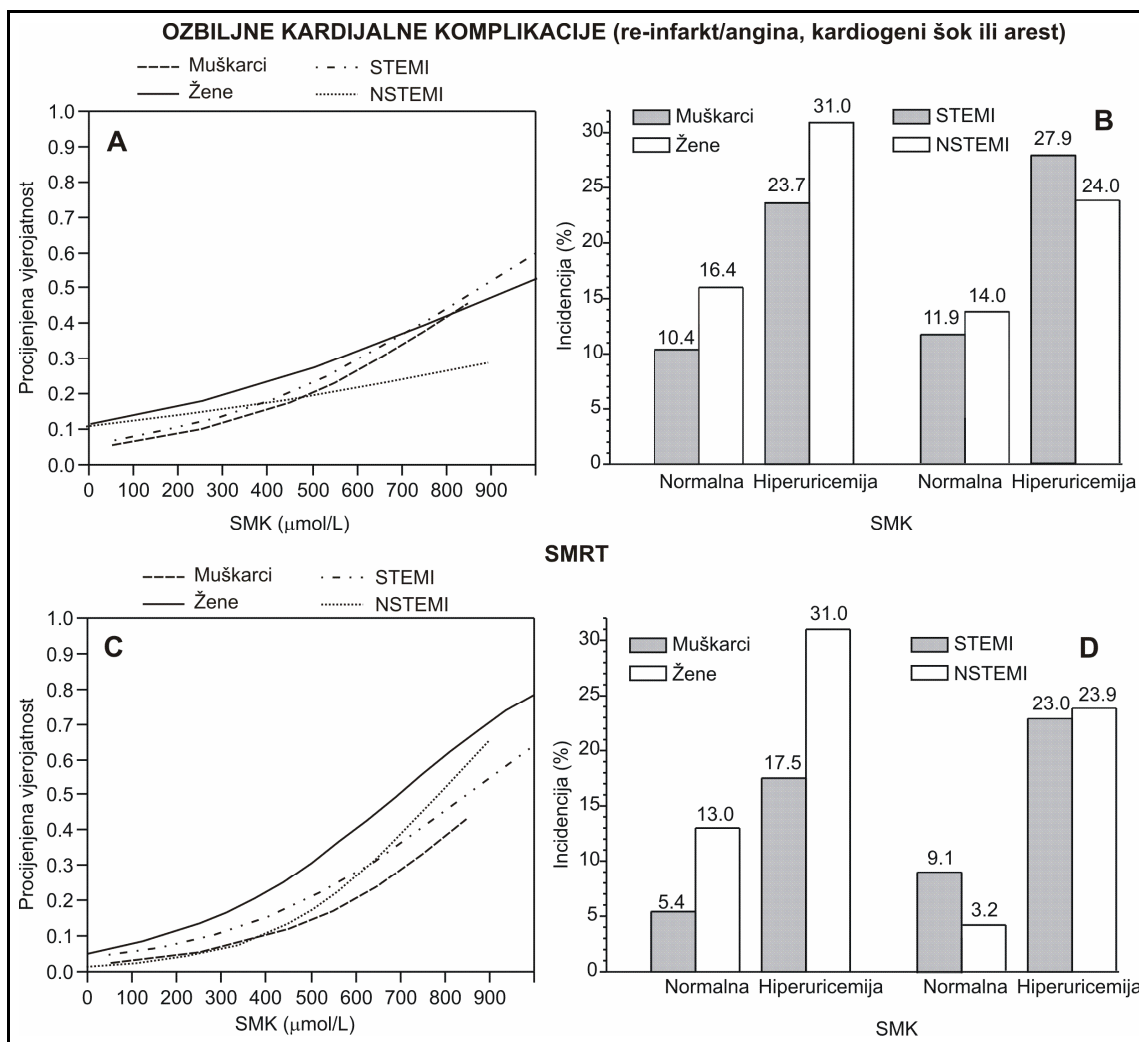 OZBILJNE KARDIJALNE KOMPLIKACIJE (re-infarkt/angina, kardiogeni šok ili arest)
Muškarci STEMI
Žene NSTEMI
A
Procijenjena vjerojatnost
1.0
0.9
0.8
0.7
0.6
0.5
0.4
0.3
0.2
0.1
0.0
0 100 200 300 400 500 600 700 800 900
SMK (μmol/L)
B
Muškarci STEMI
Žene NSTEMI
Incidencija (%)
30
25
20
15
10
5
0
10.4 16.4 23.7 31.0 11.9 14.0 27.9 24.0
Normalna Hiperuricemija Normalna Hiperuricemija
SMK
SMRT
Muškarci STEMI
Žene NSTEMI
C
Procijenjena vjerojatnost
1.0
0.9
0.8
0.7
0.6
0.5
0.4
0.3
0.2
0.1
0.0
0 100 200 300 400 500 600 700 800 900
SMK (μmol/L)
D
Muškarci STEMI
Žene NSTEMI
Incidencija (%)
30
25
20
15
10
5
0
5.4 13.0 17.5 31.0 9.1 3.2 23.0 23.9
Normalna Hiperuricemija Normalna Hiperuricemija
SMK